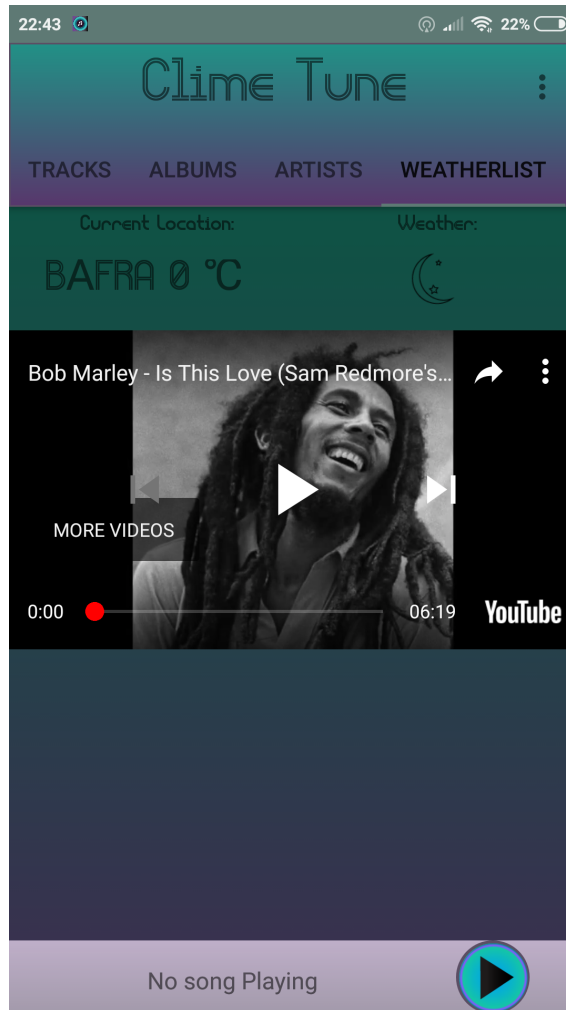 22:43 22%
Clime Tune
TRACKS ALBUMS ARTISTS WEATHERLIST
Current Location: Weather:
BAFRA 0 °C
Bob Marley - Is This Love (Sam Redmore's...
MORE VIDEOS
0:00 06:19 YouTube
No song Playing